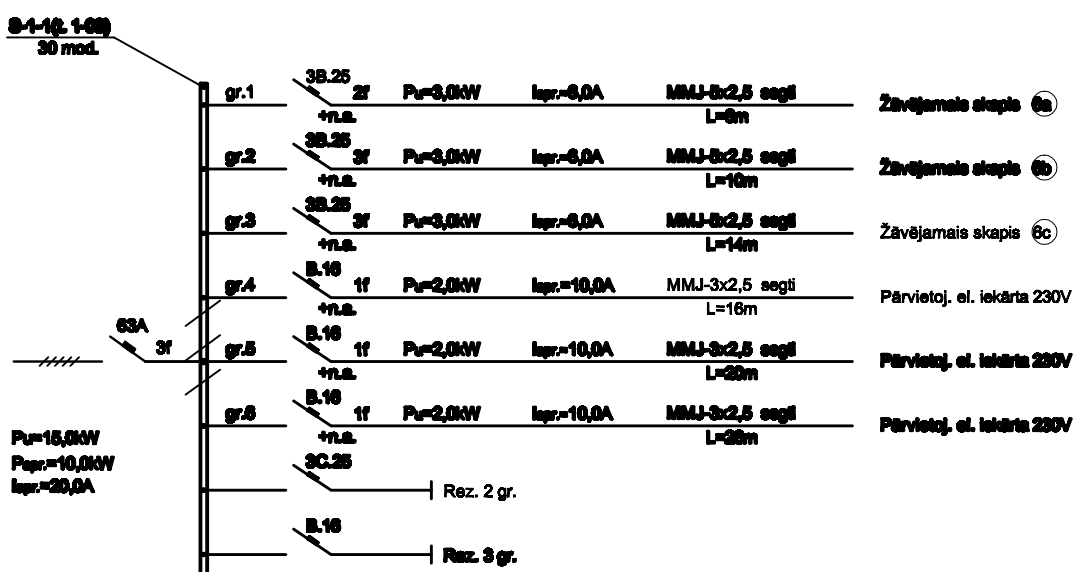 S-1-1(t. 1-08)
30 mod.
gr.1 3B.25 2f Pu=3,0kW Iapr.=6,0A MMJ-5x2,5 segti Žāvējamais skapis 6a
+n.a. L=6m
gr.2 3B.25 3f Pu=3,0kW Iapr.=6,0A MMJ-5x2,5 segti Žāvējamais skapis 6b
+n.a. L=10m
gr.3 3B.25 3f Pu=3,0kW Iapr.=6,0A MMJ-5x2,5 segti Žāvējamais skapis 6c
+n.a. L=14m
gr.4 B.16 1f Pu=2,0kW Iapr.=10,0A MMJ-3x2,5 segti Pārvietoj. el. iekārta 230V
+n.a. L=16m
63A 3f
gr.5 B.16 1f Pu=2,0kW Iapr.=10,0A MMJ-3x2,5 segti Pārvietoj. el. iekārta 230V
+n.a. L=20m
gr.6 B.16 1f Pu=2,0kW Iapr.=10,0A MMJ-3x2,5 segti Pārvietoj. el. iekārta 230V
+n.a. L=26m
Pu=15,0kW
Papr.=10,0kW
Iapr.=20,0A
3C.25 Rez. 2 gr.
B.16 Rez. 3 gr.